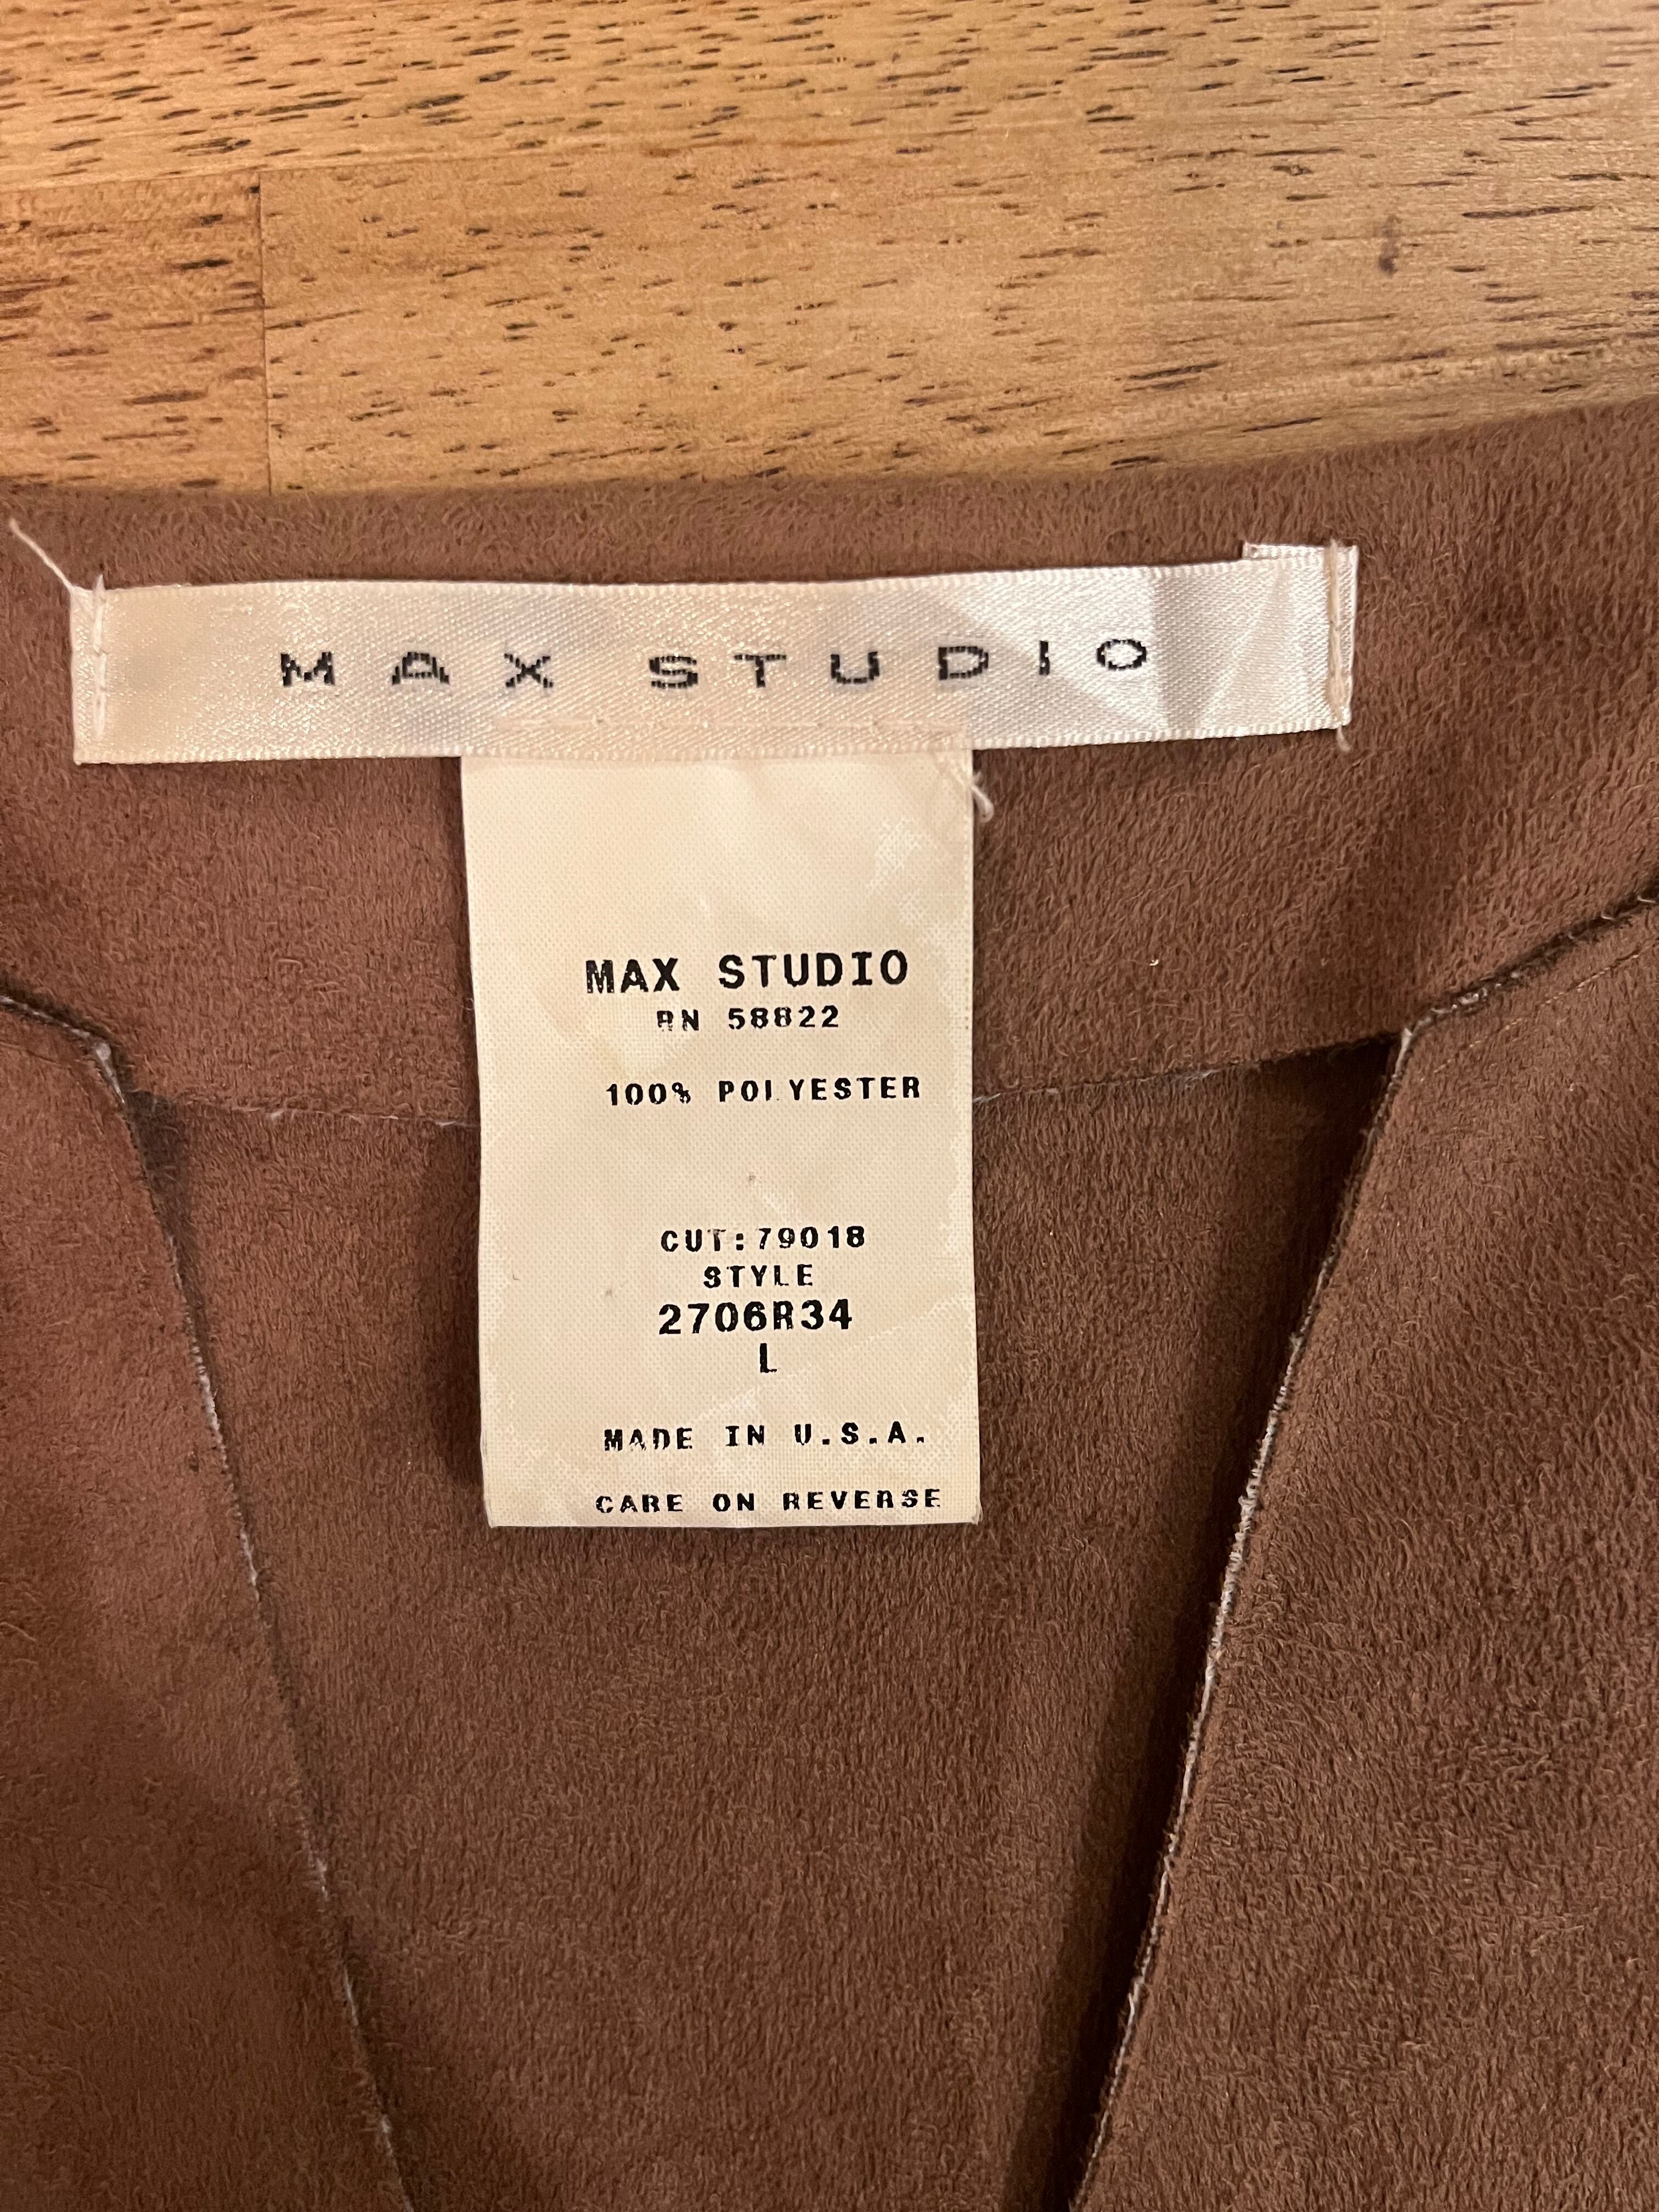 MAX STUDIO
MAX STUDIO
RN 58822
100% POLYESTER
CUT:79018
STYLE
2706R34
L
MADE IN U.S.A.
CARE ON REVERSE